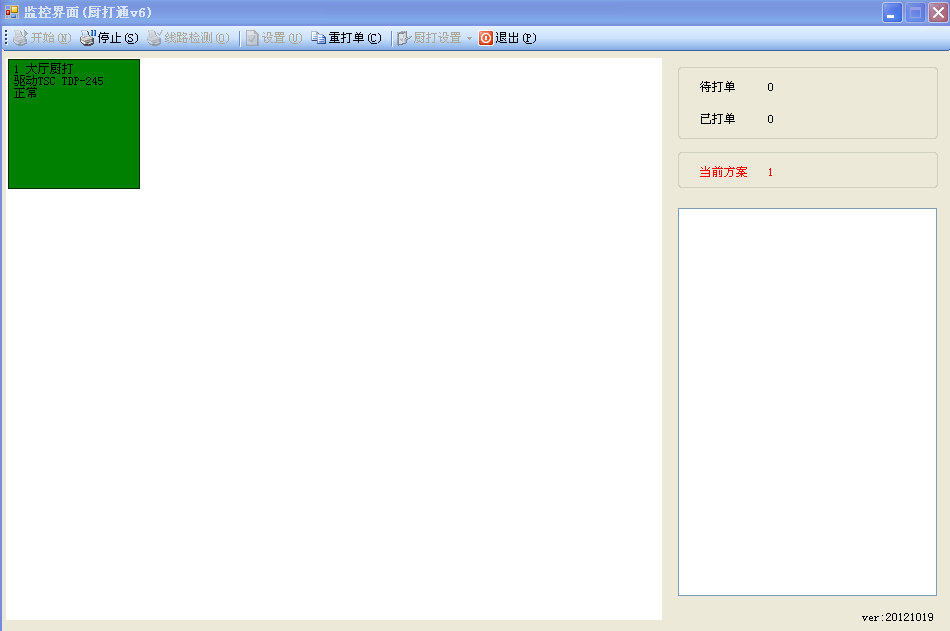 监控界面(厨打通v6)
开始(N) 停止(S) 线路检测(O) 设置(U) 重打单(C) 厨打设置 退出(P)
1 大厅厨打
驱动TSC TDP-245
正常
待打单 0
已打单 0
当前方案 1
ver:20121019